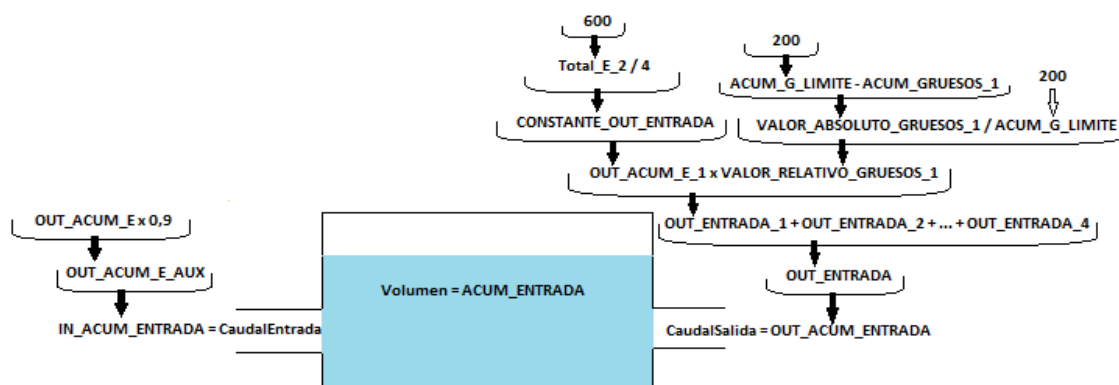 600
200
Total_E_2 / 4
ACUM_G_LIMITE - ACUM_GRUESOS_1
200
CONSTANTE_OUT_ENTRADA
VALOR_ABSOLUTO_GRUESOS_1 / ACUM_G_LIMITE
OUT_ACUM_E_1 x VALOR_RELATIVO_GRUESOS_1
OUT_ACUM_E x 0,9
OUT_ENTRADA_1 + OUT_ENTRADA_2 + ... + OUT_ENTRADA_4
OUT_ACUM_E_AUX
OUT_ENTRADA
Volumen = ACUM_ENTRADA
IN_ACUM_ENTRADA = CaudalEntrada
CaudalSalida = OUT_ACUM_ENTRADA